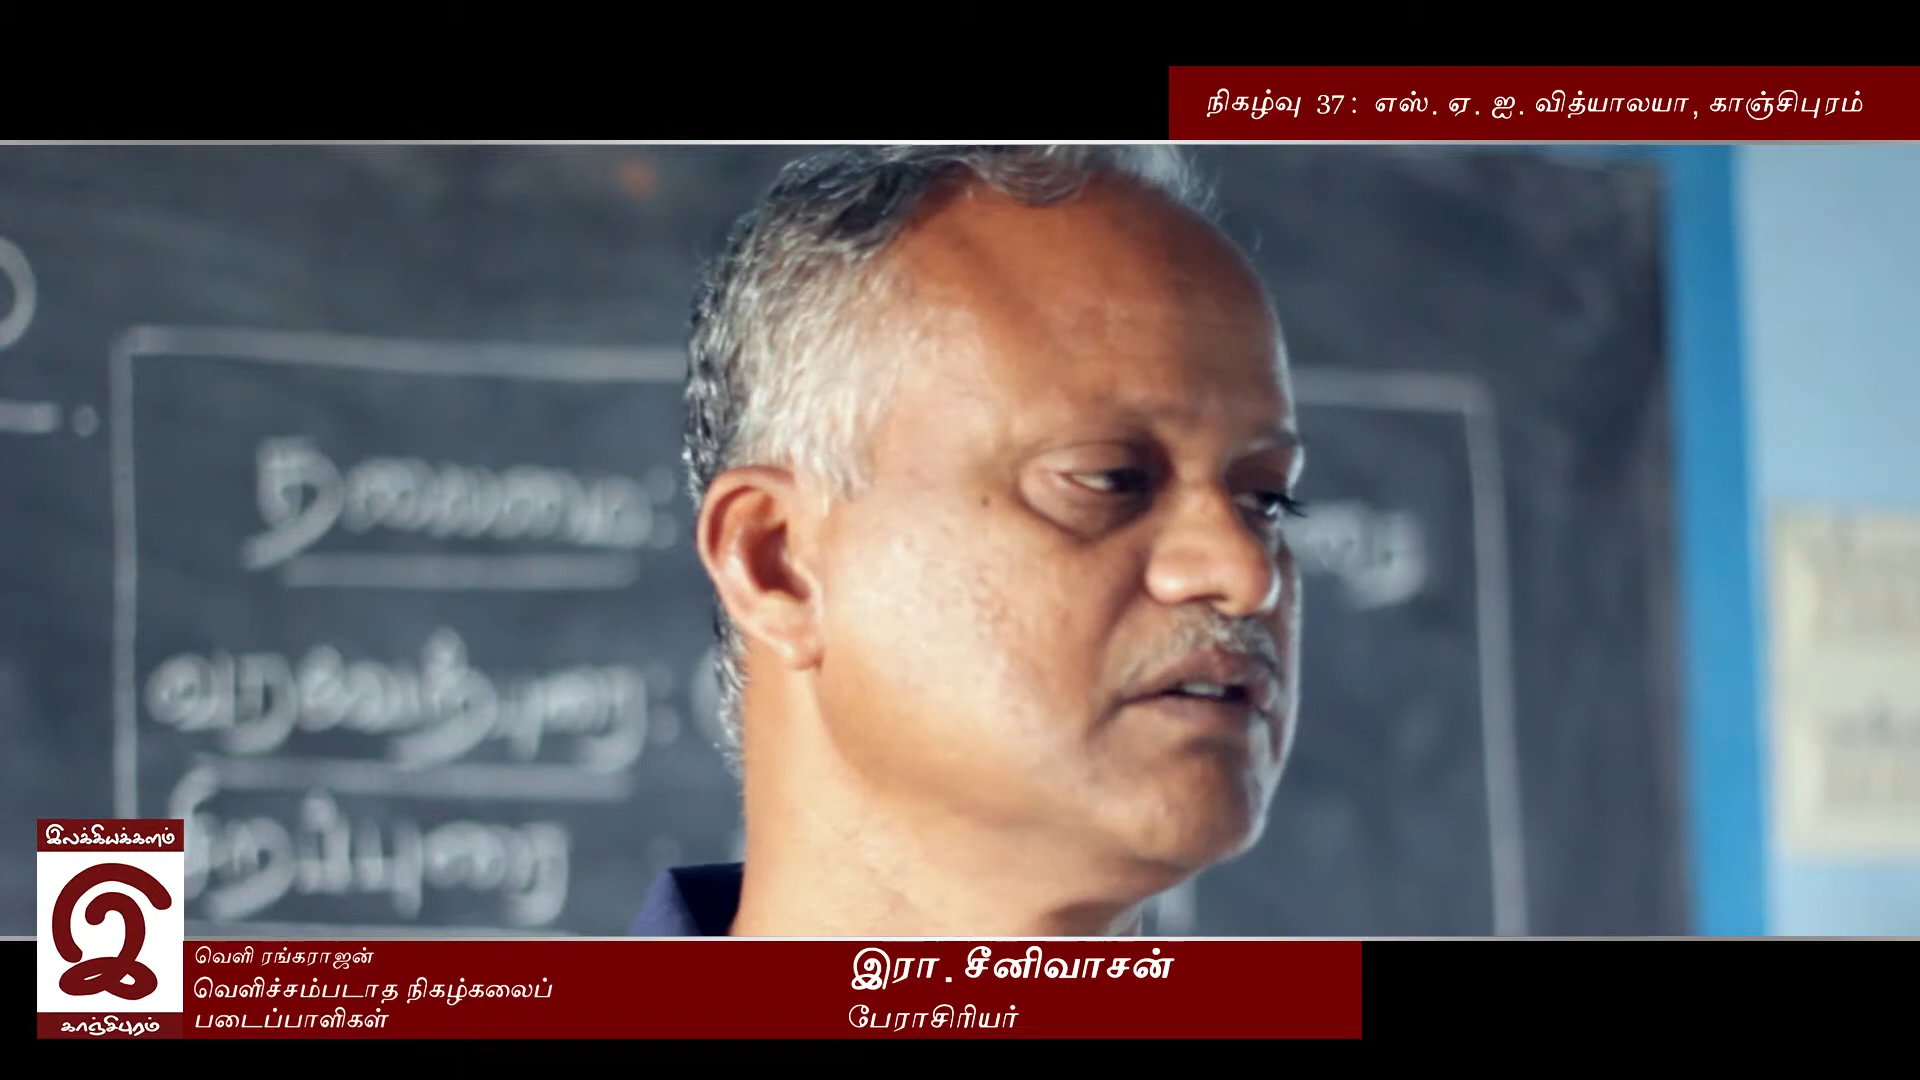 நிகழ்வு 37: எஸ். ஏ. ஐ. வித்யாலயா, காஞ்சிபுரம்
தலைமை:
வரவேற்புரை:
சிறப்புரை
இலக்கியக்களம்
இ
காஞ்சிபுரம்
வெளி ரங்கராஜன்
வெளிச்சம்படாத நிகழ்கலைப்
படைப்பாளிகள்
இரா. சீனிவாசன்
பேராசிரியர்